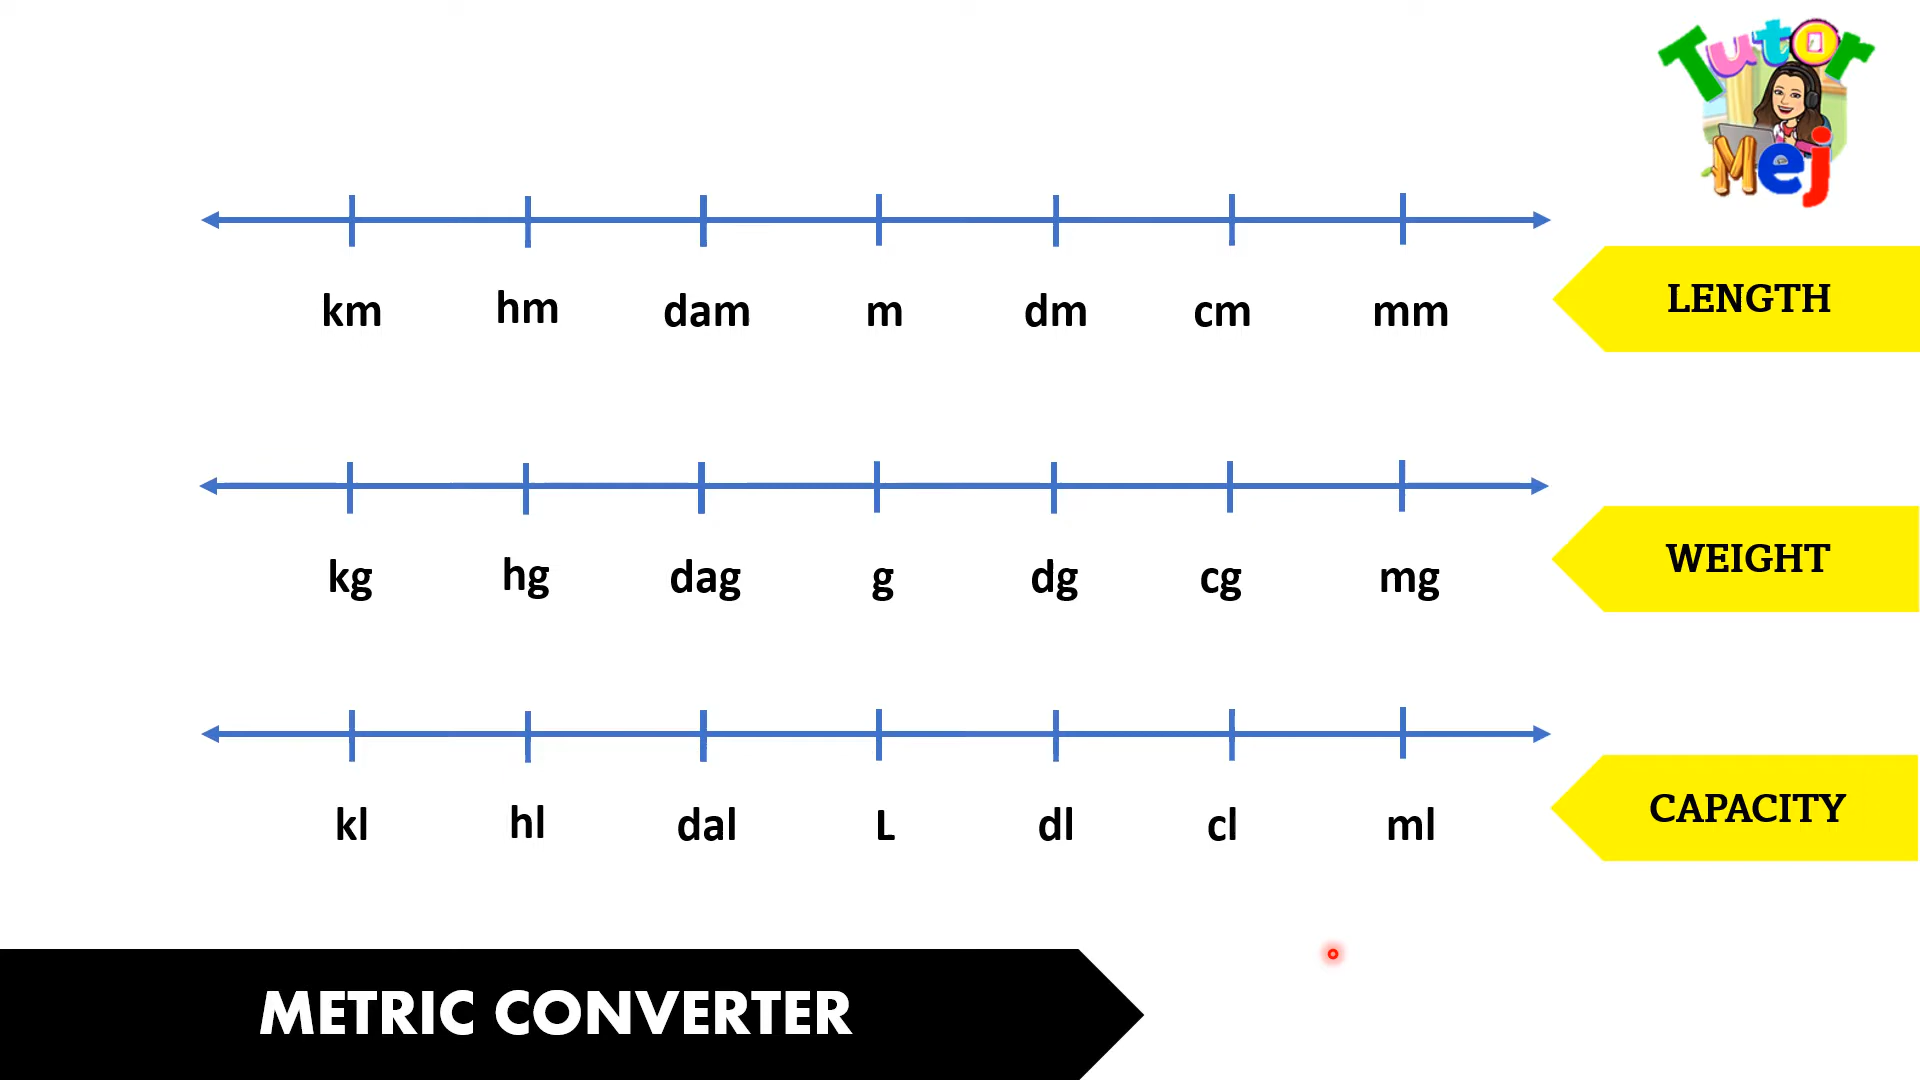 Tutor
Mej
km hm dam m dm cm mm
LENGTH
kg hg dag g dg cg mg
WEIGHT
kl hl dal L dl cl ml
CAPACITY
METRIC CONVERTER